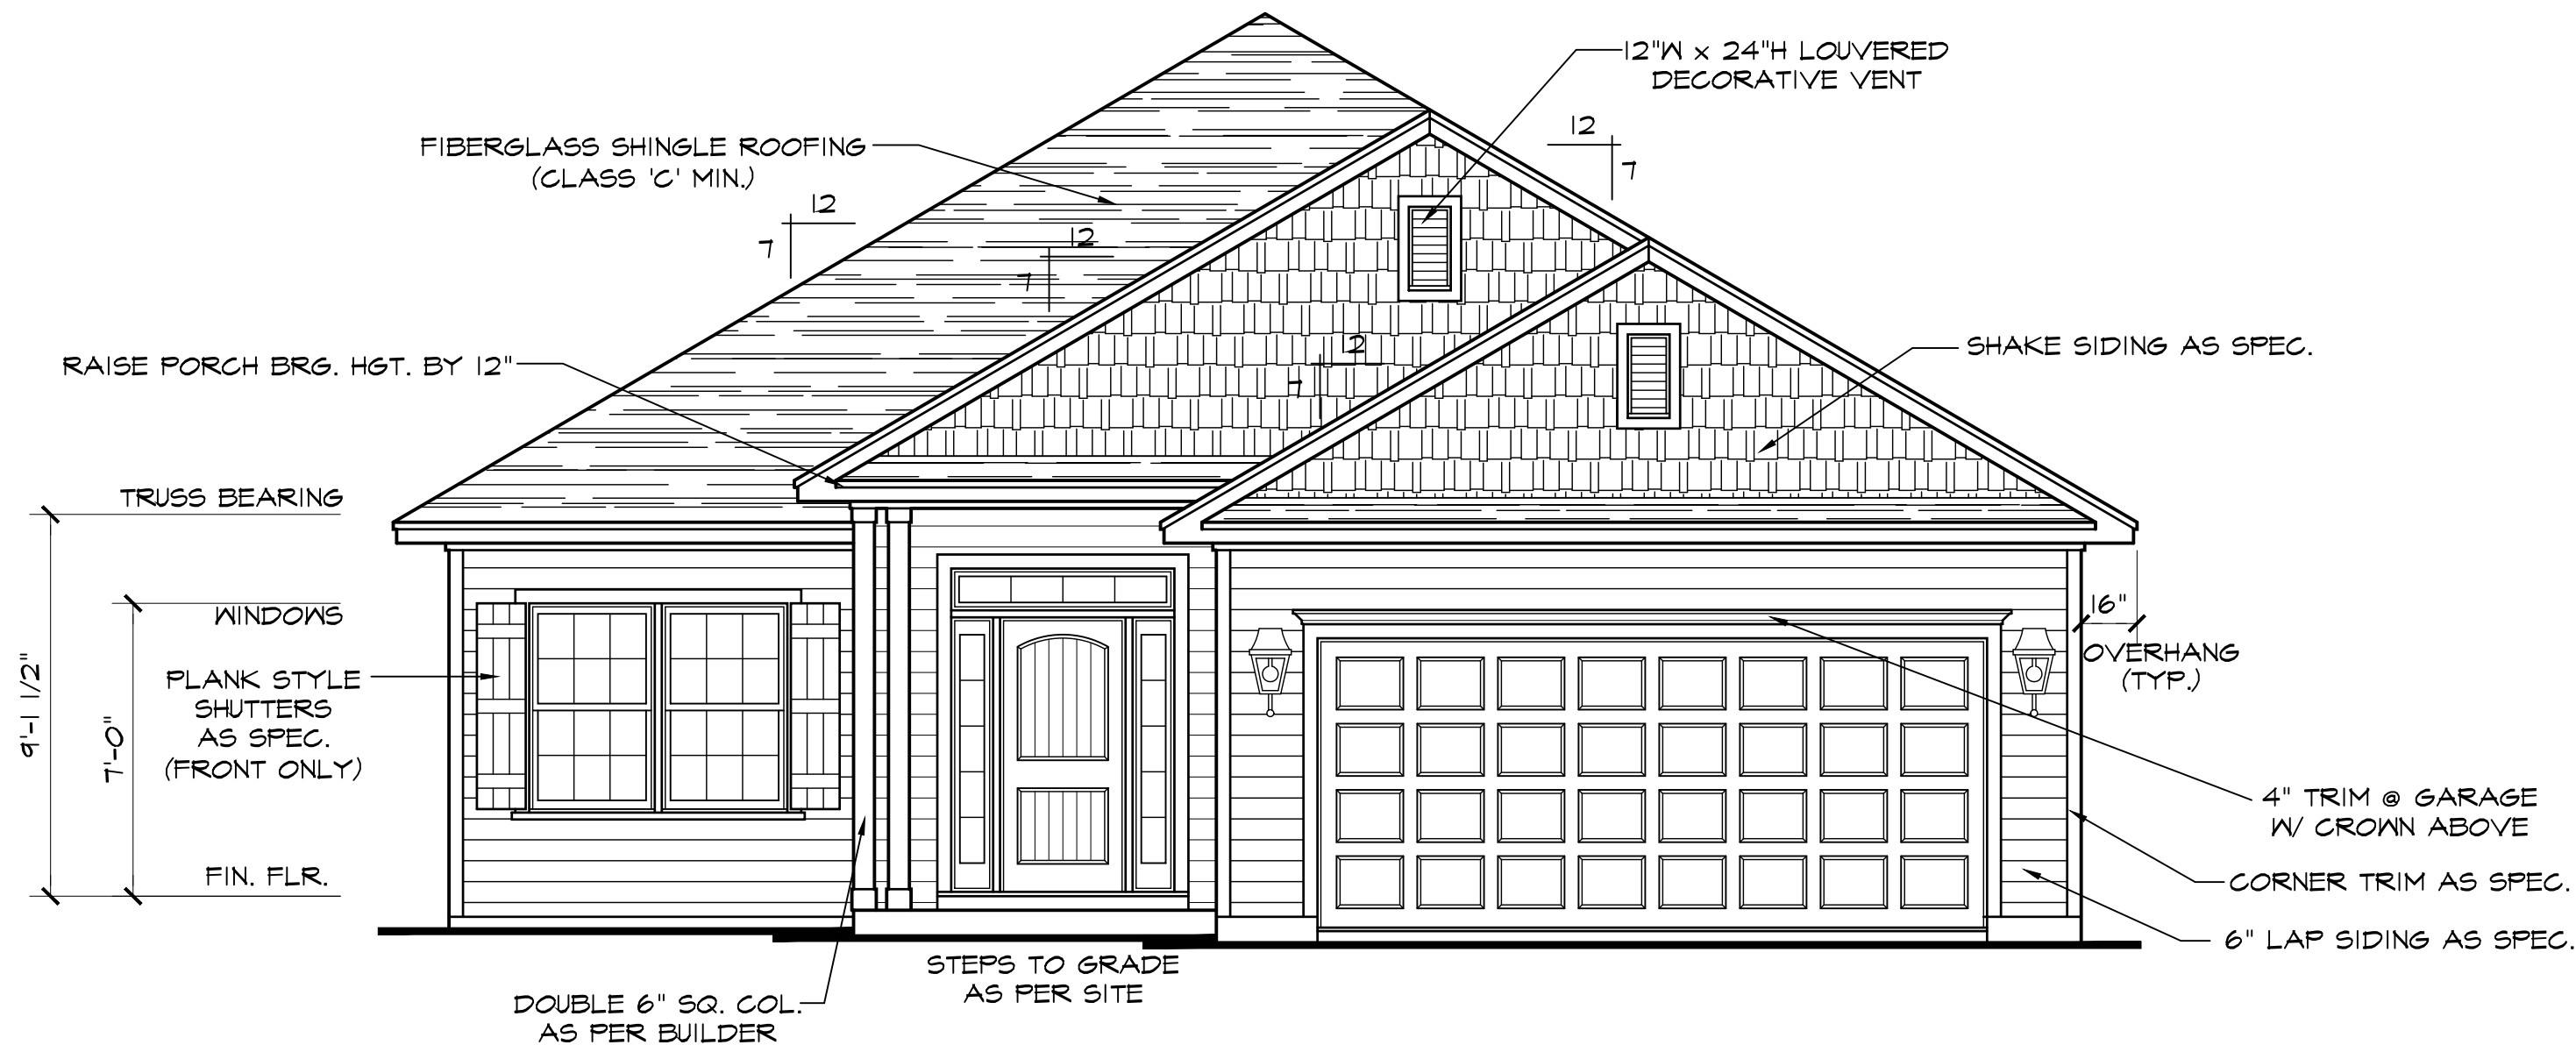 12"W x 24"H LOUVERED
DECORATIVE VENT
FIBERGLASS SHINGLE ROOFING
(CLASS 'C' MIN.)
12
7
12
7
12
7
12
7
RAISE PORCH BRG. HGT. BY 12"
SHAKE SIDING AS SPEC.
TRUSS BEARING
WINDOWS
9'-1 1/2"
7'-0"
PLANK STYLE
SHUTTERS
AS SPEC.
(FRONT ONLY)
FIN. FLR.
16"
OVERHANG
(TYP.)
4" TRIM @ GARAGE
W/ CROWN ABOVE
CORNER TRIM AS SPEC.
6" LAP SIDING AS SPEC.
STEPS TO GRADE
AS PER SITE
DOUBLE 6" SQ. COL.
AS PER BUILDER